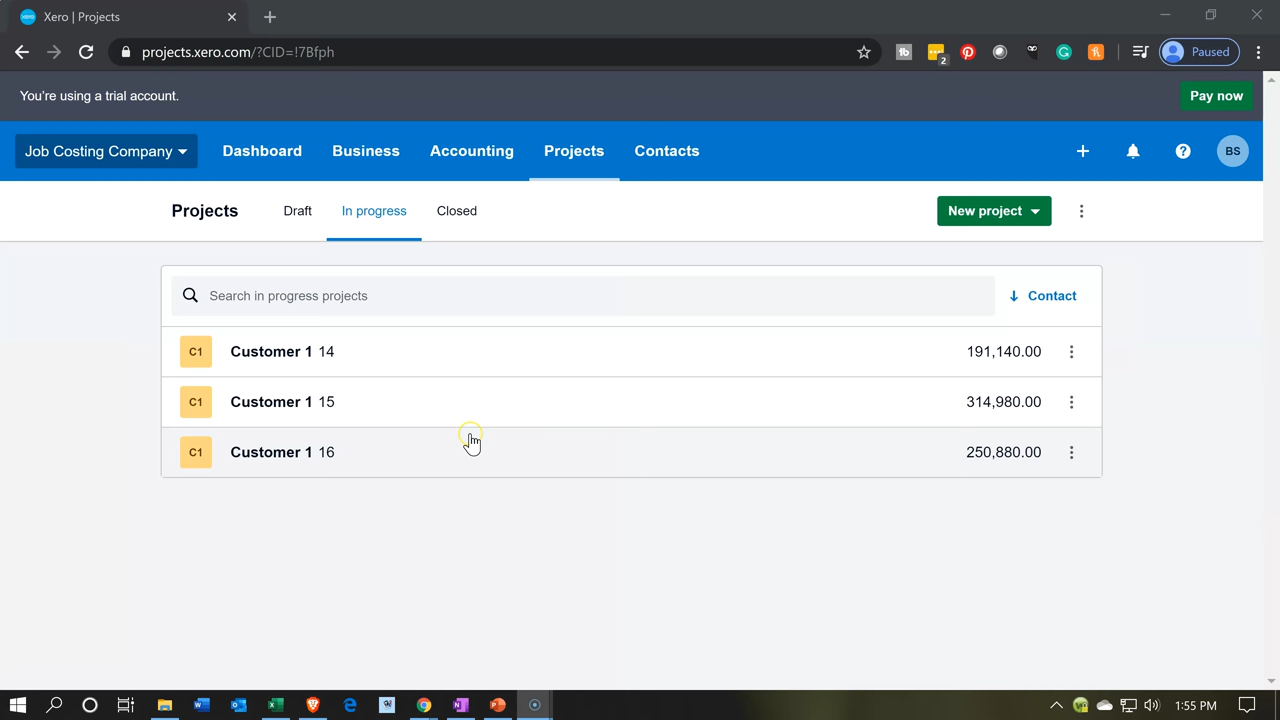 Xero | Projects
projects.xero.com/?CID=!7Bfph
2
Paused
You're using a trial account.
Pay now
Job Costing Company
Dashboard
Business
Accounting
Projects
Contacts
BS
Projects
Draft
In progress
Closed
New project
Search in progress projects
Contact
C1 Customer 1 14 191,140.00
C1 Customer 1 15 314,980.00
C1 Customer 1 16 250,880.00
1:55 PM